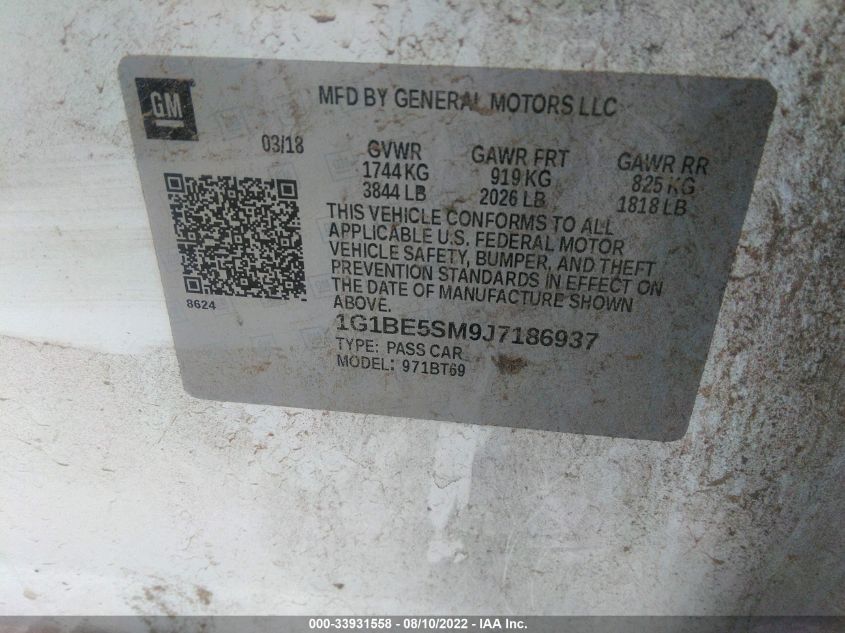 GM
MFD BY GENERAL MOTORS LLC
03/18
GVWR GAWR FRT GAWR RR
1744 KG 919 KG 825 KG
3844 LB 2026 LB 1818 LB
THIS VEHICLE CONFORMS TO ALL
APPLICABLE U.S. FEDERAL MOTOR
VEHICLE SAFETY, BUMPER, AND THEFT
PREVENTION STANDARDS IN EFFECT ON
THE DATE OF MANUFACTURE SHOWN
ABOVE.
8624
1G1BE5SM9J7186937
TYPE: PASS CAR
MODEL: 971BT69
000-33931558 - 08/10/2022 - IAA Inc.